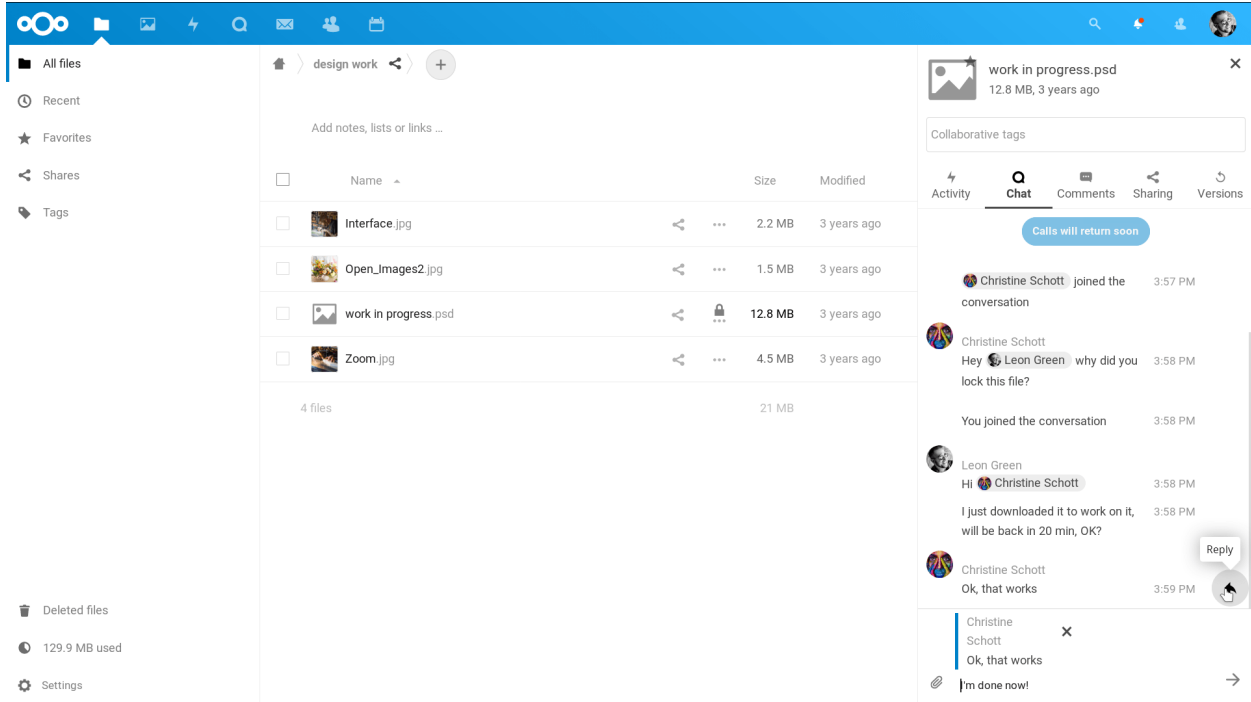 All files
Recent
Favorites
Shares
Tags
Deleted files
129.9 MB used
Settings
design work
Add notes, lists or links ...
Name Size Modified
Interface.jpg 2.2 MB 3 years ago
Open_Images2.jpg 1.5 MB 3 years ago
work in progress.psd 12.8 MB 3 years ago
Zoom.jpg 4.5 MB 3 years ago
4 files 21 MB
work in progress.psd
12.8 MB, 3 years ago
Collaborative tags
Activity Chat Comments Sharing Versions
Calls will return soon
Christine Schott joined the 3:57 PM
conversation
Christine Schott
Hey Leon Green why did you 3:58 PM
lock this file?
You joined the conversation 3:58 PM
Leon Green
Hi Christine Schott 3:58 PM
I just downloaded it to work on it, 3:58 PM
will be back in 20 min, OK?
Reply
Christine Schott
Ok, that works 3:59 PM
Christine
Schott
Ok, that works
I'm done now!